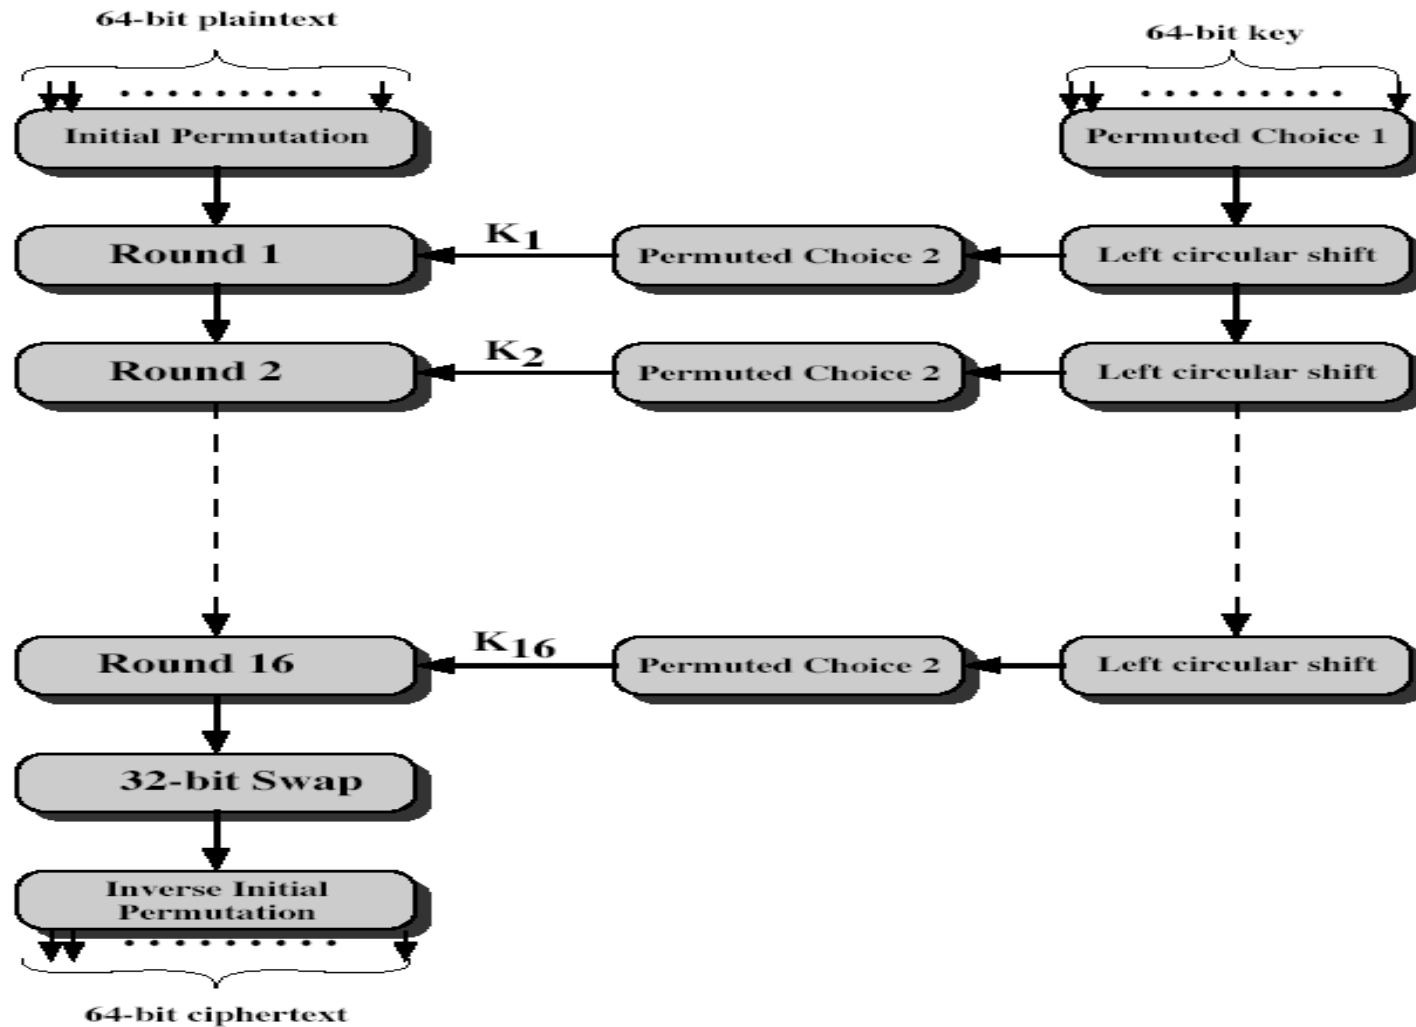 64-bit plaintext
64-bit key
Initial Permutation
Permuted Choice 1
Round 1
K1
Permuted Choice 2
Left circular shift
Round 2
K2
Permuted Choice 2
Left circular shift
Round 16
K16
Permuted Choice 2
Left circular shift
32-bit Swap
Inverse Initial
Permutation
64-bit ciphertext